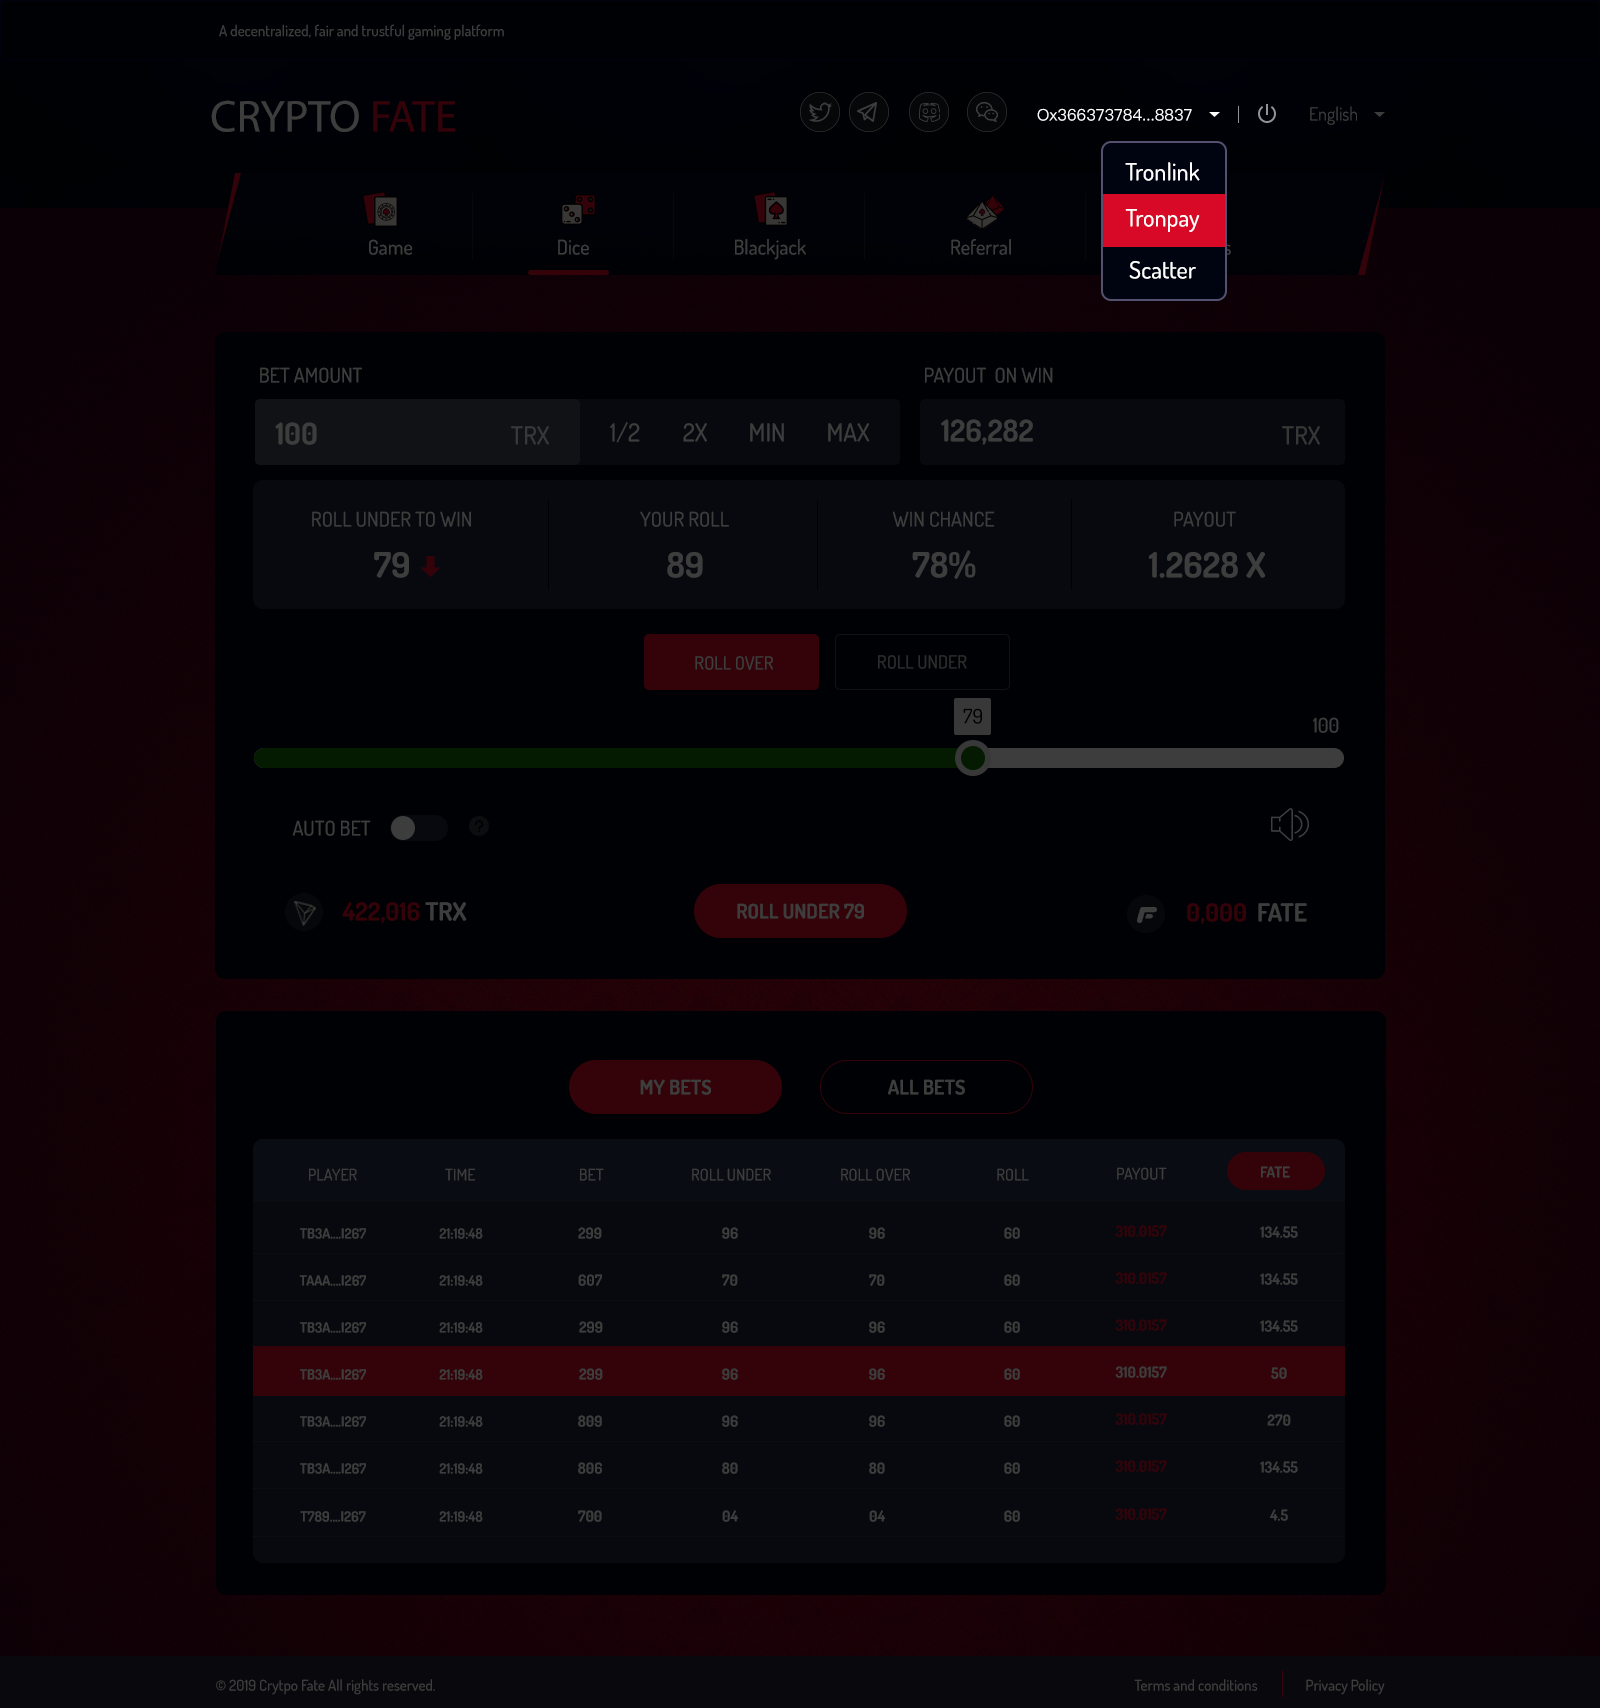 A decentralized, fair and trustful gaming platform
CRYPTO FATE
Ox366373784...8837
English
Tronlink
Tronpay
Scatter
Game
Dice
Blackjack
Referral
s
BET AMOUNT
PAYOUT ON WIN
100 TRX
1/2 2X MIN MAX
126,282 TRX
ROLL UNDER TO WIN YOUR ROLL WIN CHANCE PAYOUT
79 89 78% 1.2628 X
ROLL OVER ROLL UNDER
79
100
AUTO BET ?
422,016 TRX
ROLL UNDER 79
0,000 FATE
MY BETS ALL BETS
PLAYER TIME BET ROLL UNDER ROLL OVER ROLL PAYOUT FATE
TB3A....I267 21:19:48 299 96 96 60 310.0157 134.55
TAAA....I267 21:19:48 607 70 70 60 310.0157 134.55
TB3A....I267 21:19:48 299 96 96 60 310.0157 134.55
TB3A....I267 21:19:48 299 96 96 60 310.0157 50
TB3A....I267 21:19:48 809 96 96 60 310.0157 270
TB3A....I267 21:19:48 806 80 80 60 310.0157 134.55
T789....I267 21:19:48 700 04 04 60 310.0157 4.5
© 2019 Crytpo Fate All rights reserved.
Terms and conditions
Privacy Policy